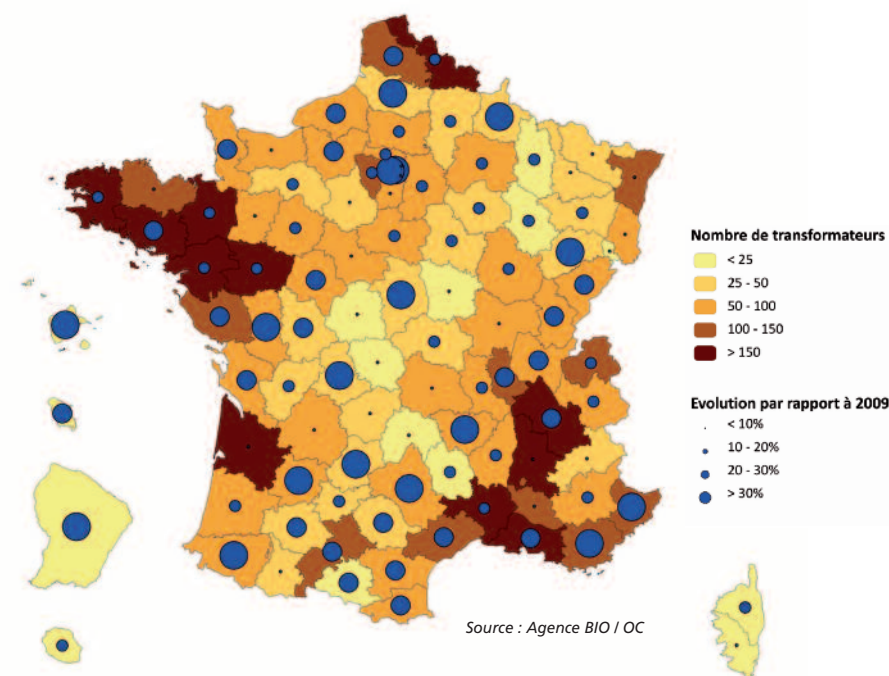 Nombre de transformateurs
< 25
25 - 50
50 - 100
100 - 150
> 150
Evolution par rapport à 2009
< 10%
10 - 20%
20 - 30%
> 30%
Source : Agence BIO / OC